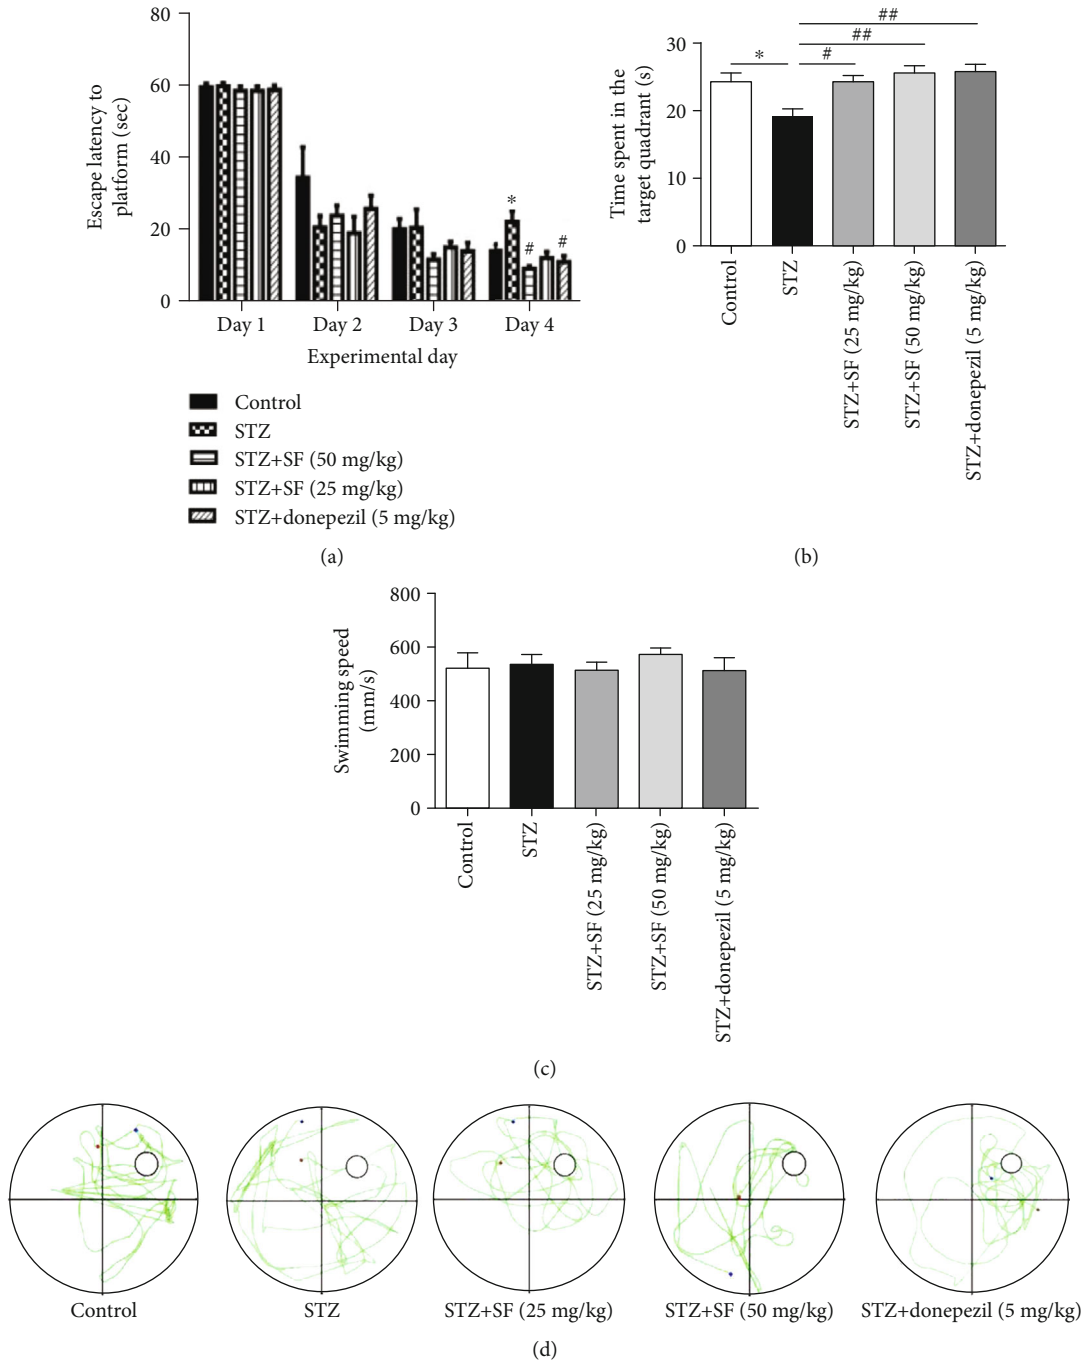 80
60
40
20
0
Escape latency to
platform (sec)
*
#
#
Day 1
Day 2
Day 3
Day 4
Experimental day
Control
STZ
STZ+SF (50 mg/kg)
STZ+SF (25 mg/kg)
STZ+donepezil (5 mg/kg)
(a)
##
##
*
#
30
20
10
0
Time spent in the
target quadrant (s)
Control
STZ
STZ+SF (25 mg/kg)
STZ+SF (50 mg/kg)
STZ+donepezil (5 mg/kg)
(b)
800
600
400
200
0
Swimming speed
(mm/s)
Control
STZ
STZ+SF (25 mg/kg)
STZ+SF (50 mg/kg)
STZ+donepezil (5 mg/kg)
(c)
Control
STZ
STZ+SF (25 mg/kg)
STZ+SF (50 mg/kg)
STZ+donepezil (5 mg/kg)
(d)